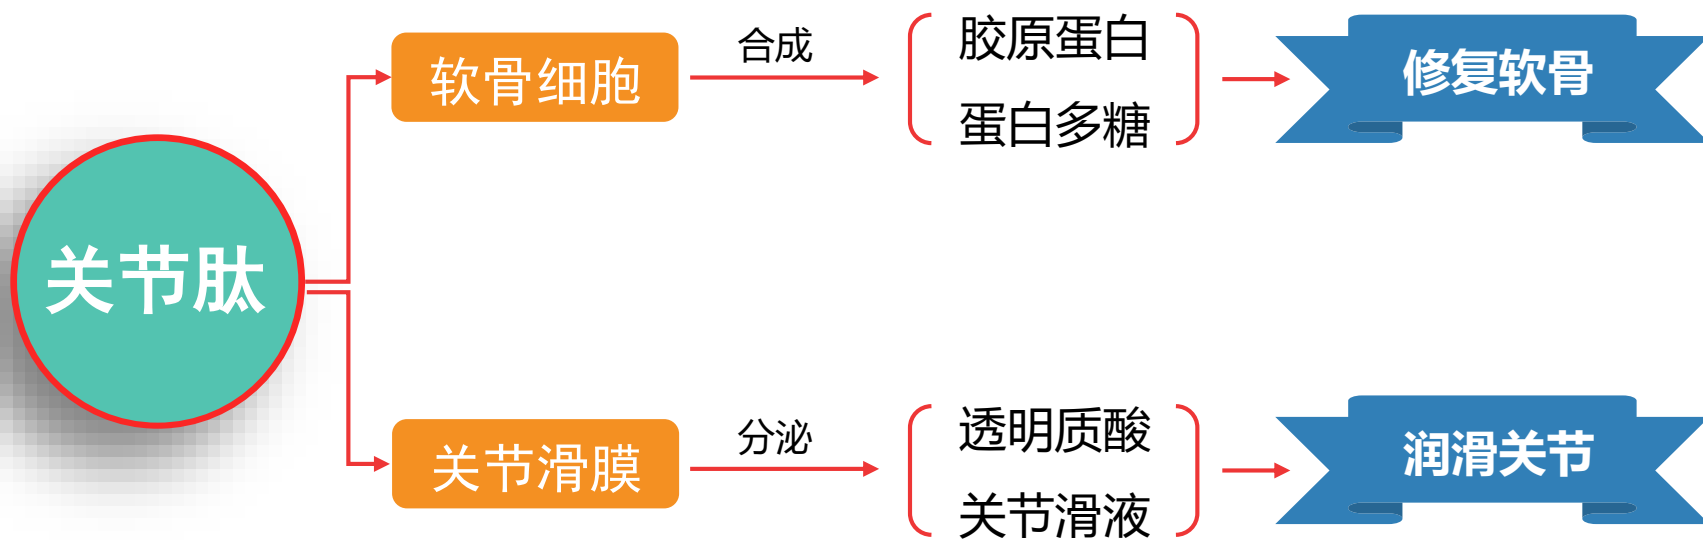 关节肽
软骨细胞
合成
胶原蛋白
蛋白多糖
修复软骨
关节滑膜
分泌
透明质酸
关节滑液
润滑关节